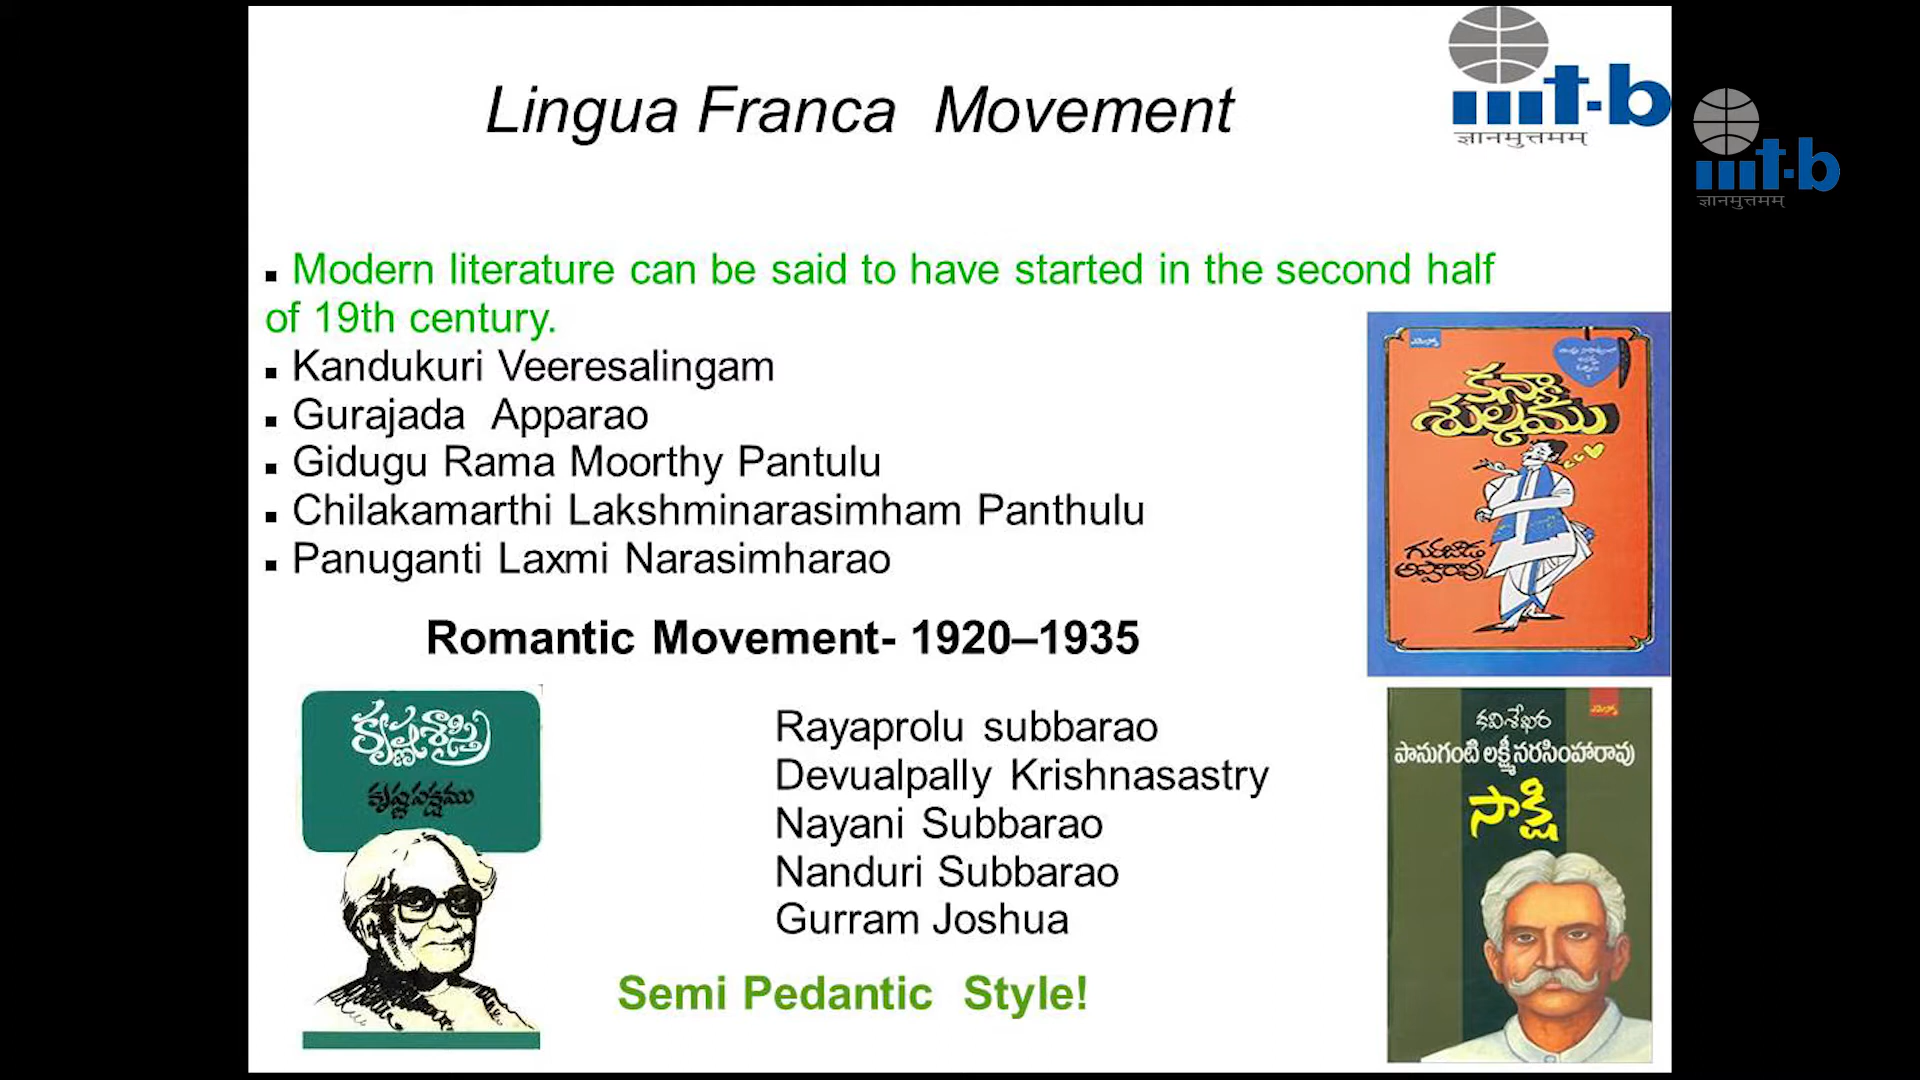 Lingua Franca Movement
iiit-b
ज्ञानमुत्तमम्
iiit-b
ज्ञानमुत्तमम्
Modern literature can be said to have started in the second half
of 19th century.
Kandukuri Veeresalingam
Gurajada Apparao
Gidugu Rama Moorthy Pantulu
Chilakamarthi Lakshminarasimham Panthulu
Panuganti Laxmi Narasimharao
ఎమెస్కో
కన్యా
శుల్కము
గురజాడ
అప్పారావు
Romantic Movement- 1920–1935
కృష్ణశాస్త్రి
కృష్ణపక్షము
Rayaprolu subbarao
Devualpally Krishnasastry
Nayani Subbarao
Nanduri Subbarao
Gurram Joshua
Semi Pedantic Style!
ఎమెస్కో
కవిశేఖర
పానుగంటి లక్ష్మీనరసింహారావు
సాక్షి